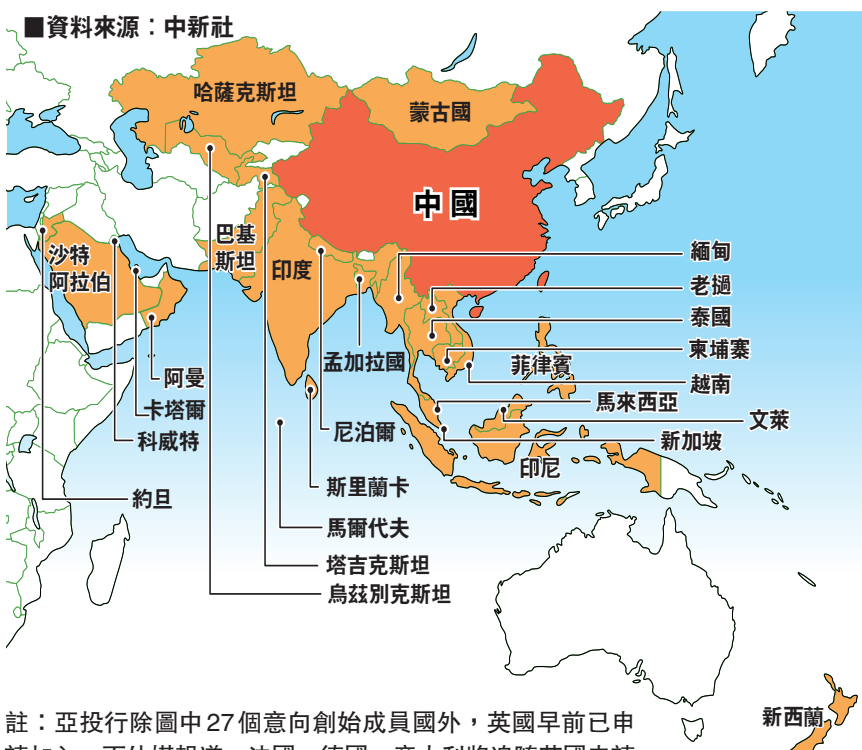 ■資料來源：中新社
哈薩克斯坦
蒙古國
中國
巴基
斯坦
印度
沙特
阿拉伯
緬甸
老撾
泰國
柬埔寨
越南
菲律賓
馬來西亞
文萊
新加坡
印尼
孟加拉國
阿曼
卡塔爾
科威特
約旦
尼泊爾
斯里蘭卡
馬爾代夫
塔吉克斯坦
烏茲別克斯坦
新西蘭
註：亞投行除圖中27個意向創始成員國外，英國早前已申